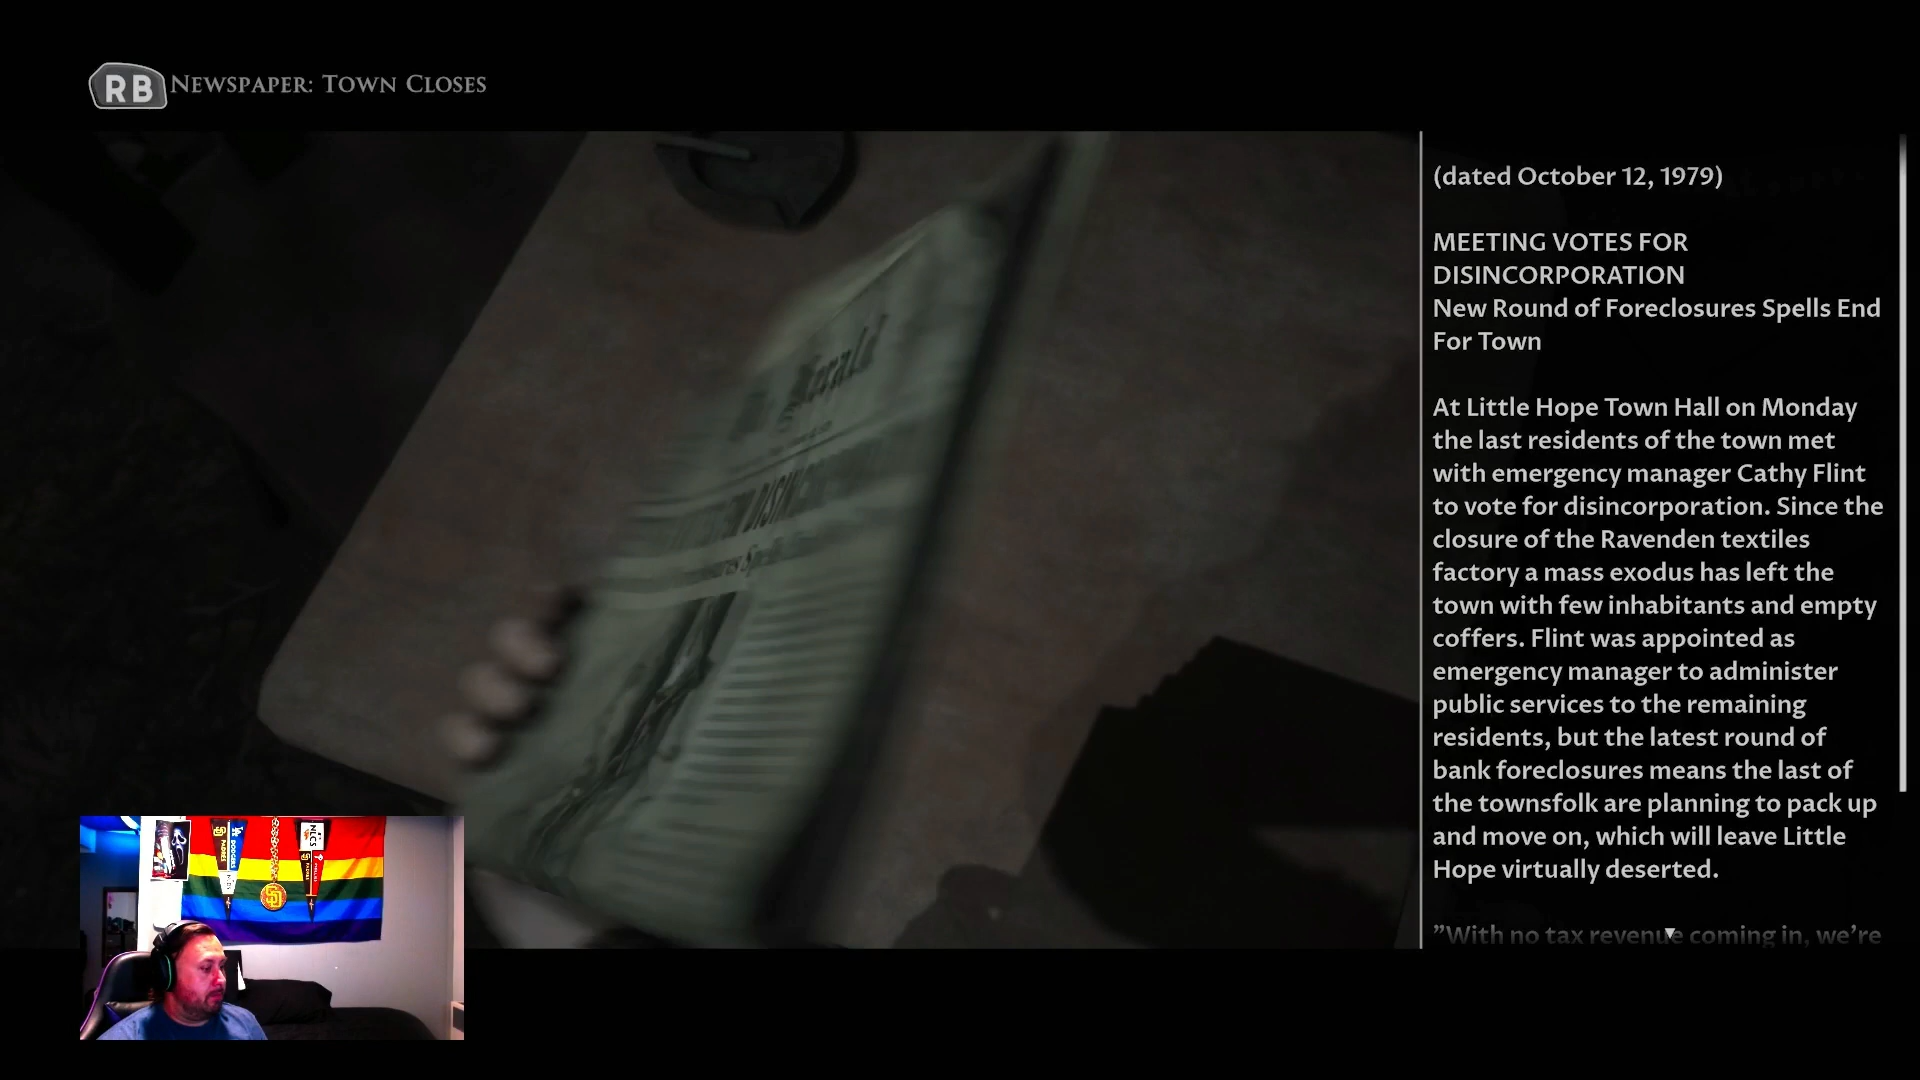 RB NEWSPAPER: TOWN CLOSES
(dated October 12, 1979)
MEETING VOTES FOR
DISINCORPORATION
New Round of Foreclosures Spells End
For Town
At Little Hope Town Hall on Monday
the last residents of the town met
with emergency manager Cathy Flint
to vote for disincorporation. Since the
closure of the Ravenden textiles
factory a mass exodus has left the
town with few inhabitants and empty
coffers. Flint was appointed as
emergency manager to administer
public services to the remaining
residents, but the latest round of
bank foreclosures means the last of
the townsfolk are planning to pack up
and move on, which will leave Little
Hope virtually deserted.
"With no tax revenue coming in, we're
Herald
PADRES
DODGERS
NLCS
SD